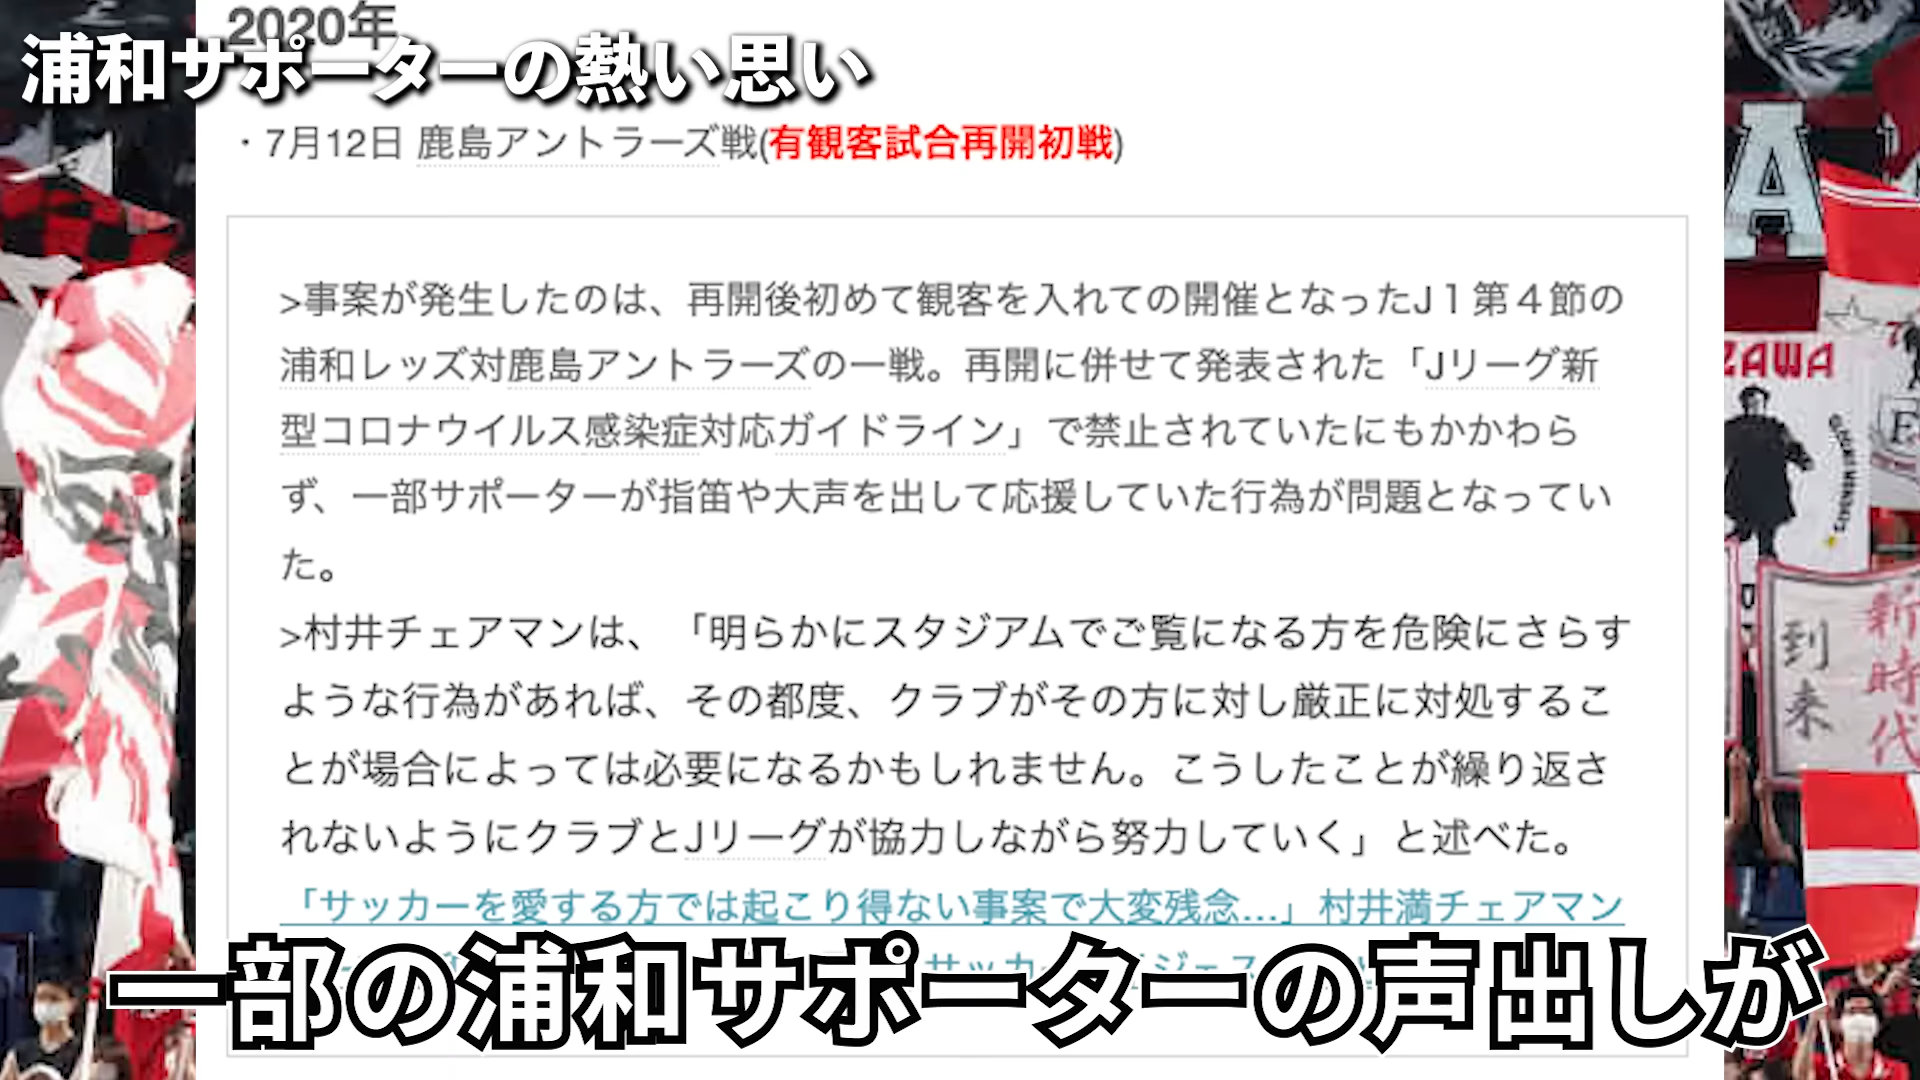 2020年
浦和サポーターの熱い思い
・7月12日 鹿島アントラーズ戦(有観客試合再開初戦)
>事案が発生したのは、再開後初めて観客を入れての開催となったJ１第４節の
浦和レッズ対鹿島アントラーズの一戦。再開に併せて発表された「Jリーグ新
型コロナウイルス感染症対応ガイドライン」で禁止されていたにもかかわら
ず、一部サポーターが指笛や大声を出して応援していた行為が問題となってい
た。
>村井チェアマンは、「明らかにスタジアムでご覧になる方を危険にさらす
ような行為があれば、その都度、クラブがその方に対し厳正に対処するこ
とが場合によっては必要になるかもしれません。こうしたことが繰り返さ
れないようにクラブとJリーグが協力しながら努力していく」と述べた。
「サッカーを愛する方では起こり得ない事案で大変残念…」村井満チェアマン
一部の浦和サポーターの声出しが
A
ZAWA
新時代
到来